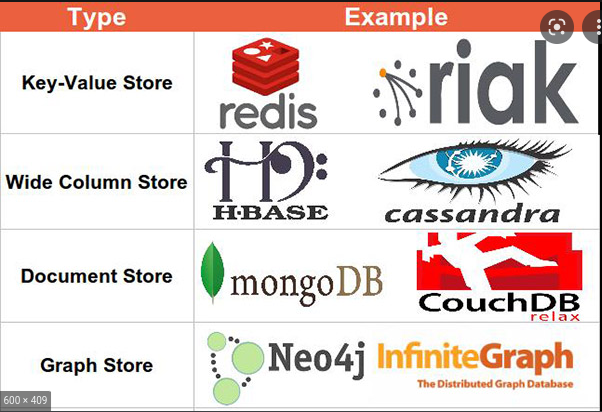 Type Example
Key-Value Store redis riak
Wide Column Store H-BASE cassandra
Document Store mongoDB CouchDB
relax
Graph Store Neo4j InfiniteGraph
The Distributed Graph Database
600 × 409